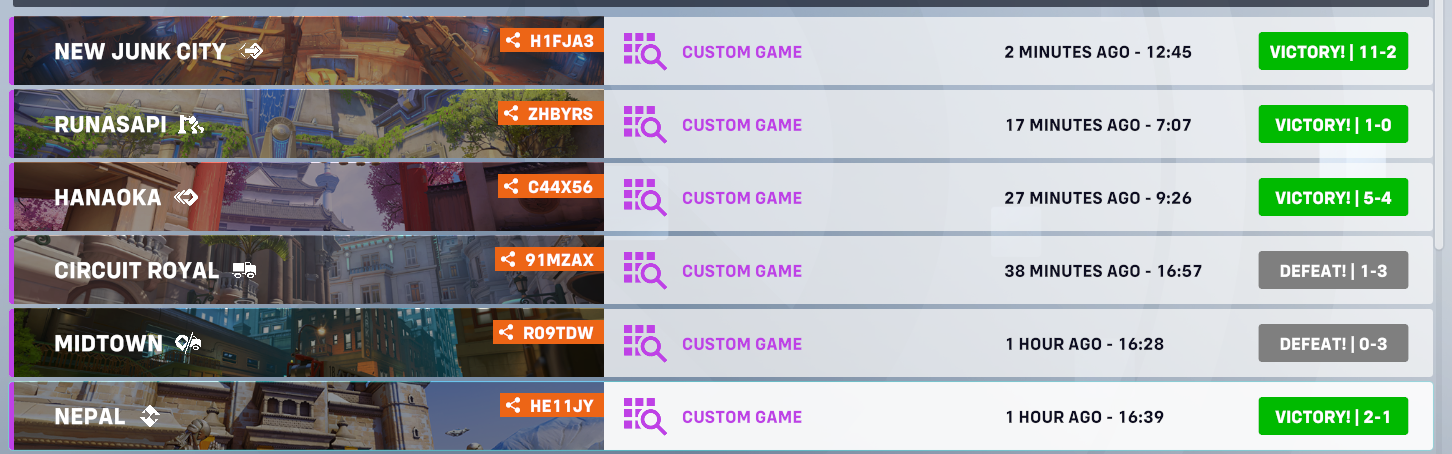 NEW JUNK CITY H1FJA3 CUSTOM GAME 2 MINUTES AGO - 12:45 VICTORY! | 11-2
RUNASAPI ZHBYRS CUSTOM GAME 17 MINUTES AGO - 7:07 VICTORY! | 1-0
HANAOKA C44X56 CUSTOM GAME 27 MINUTES AGO - 9:26 VICTORY! | 5-4
CIRCUIT ROYAL 91MZAX CUSTOM GAME 38 MINUTES AGO - 16:57 DEFEAT! | 1-3
MIDTOWN R09TDW CUSTOM GAME 1 HOUR AGO - 16:28 DEFEAT! | 0-3
NEPAL HE11JY CUSTOM GAME 1 HOUR AGO - 16:39 VICTORY! | 2-1